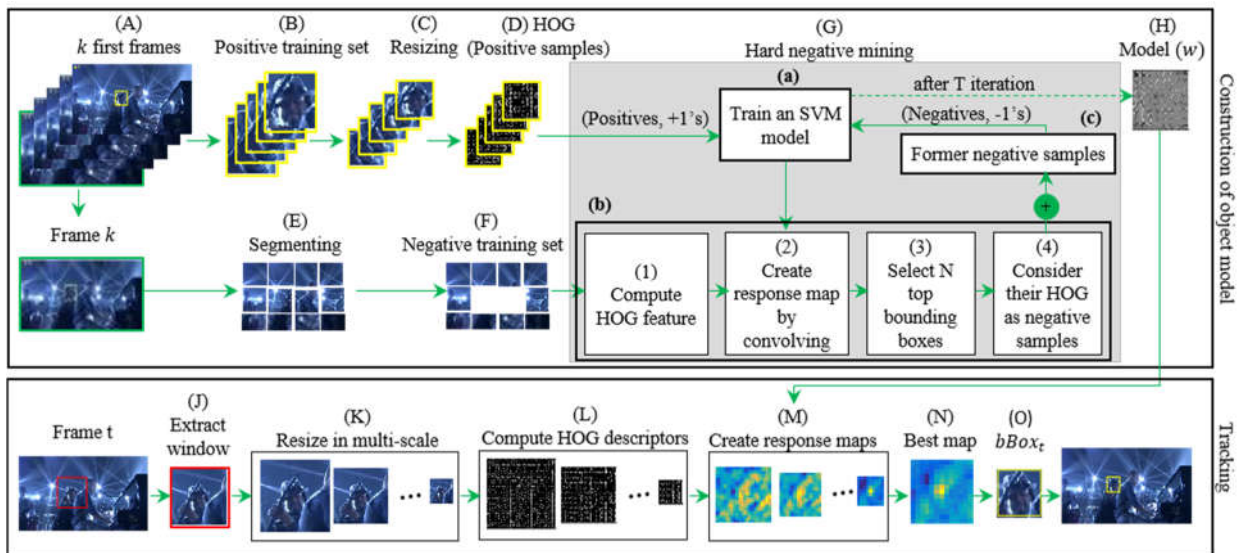 (A)
k first frames
(B)
Positive training set
(C)
Resizing
(D) HOG
(Positive samples)
(G)
Hard negative mining
(H)
Model (w)
(a)
Train an SVM
model
after T iteration
(Positives, +1's)
(Negatives, -1's)
(c)
Former negative samples
+
Frame k
(E)
Segmenting
(F)
Negative training set
(b)
(1)
Compute
HOG feature
(2)
Create
response map
by
convolving
(3)
Select N
top
bounding
boxes
(4)
Consider
their HOG
as negative
samples
Construction of object model
Frame t
(J)
Extract
window
(K)
Resize in multi-scale
(L)
Compute HOG descriptors
(M)
Create response maps
(N)
Best map
(O)
bBoxₜ
Tracking